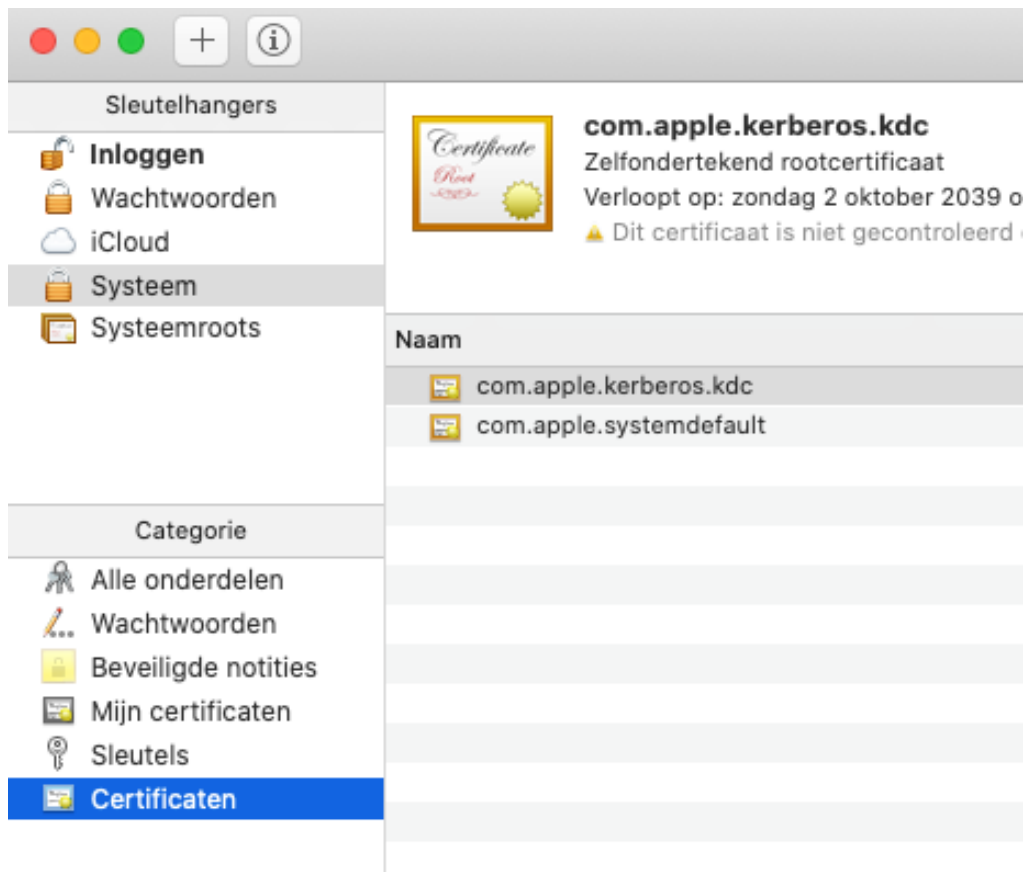 Sleutelhangers
Inloggen
Wachtwoorden
iCloud
Systeem
Systeemroots
Categorie
Alle onderdelen
Wachtwoorden
Beveiligde notities
Mijn certificaten
Sleutels
Certificaten
Certificate
Root
com.apple.kerberos.kdc
Zelfondertekend rootcertificaat
Verloopt op: zondag 2 oktober 2039 o
Dit certificaat is niet gecontroleerd
Naam
com.apple.kerberos.kdc
com.apple.systemdefault